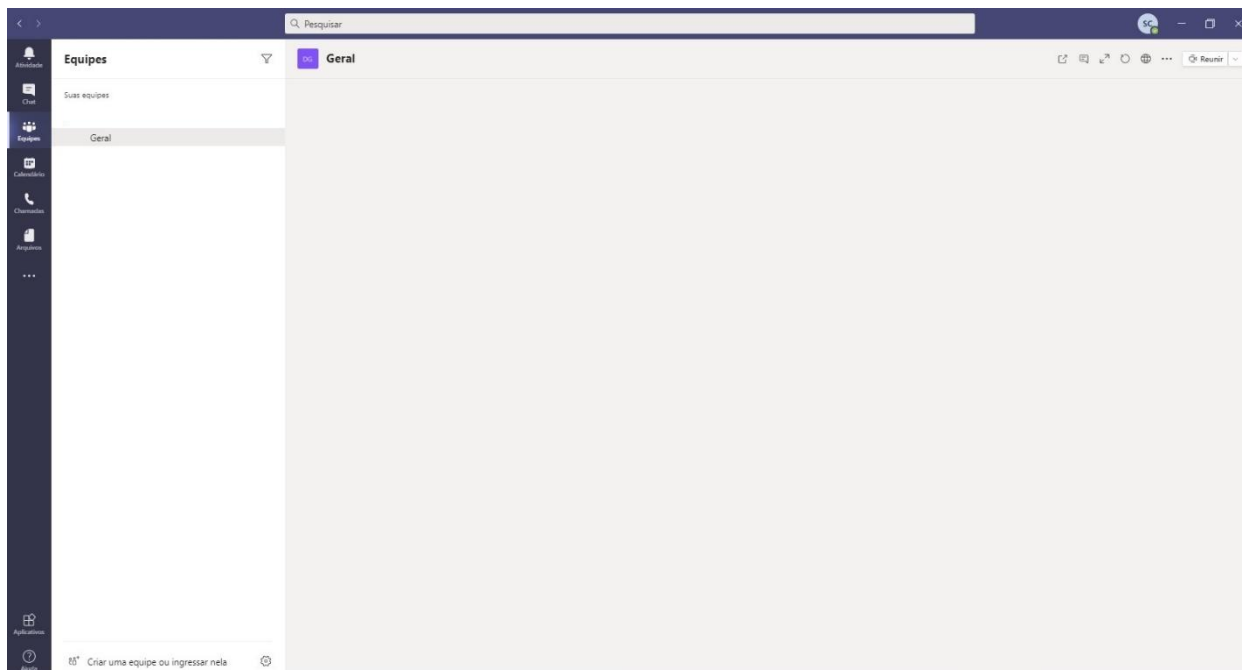 Pesquisar
SC
Atividade
Chat
Equipes
Calendário
Chamadas
Arquivos
Aplicativos
Ajuda
Equipes
Suas equipes
Geral
Criar uma equipe ou ingressar nela
DG
Geral
Reunir